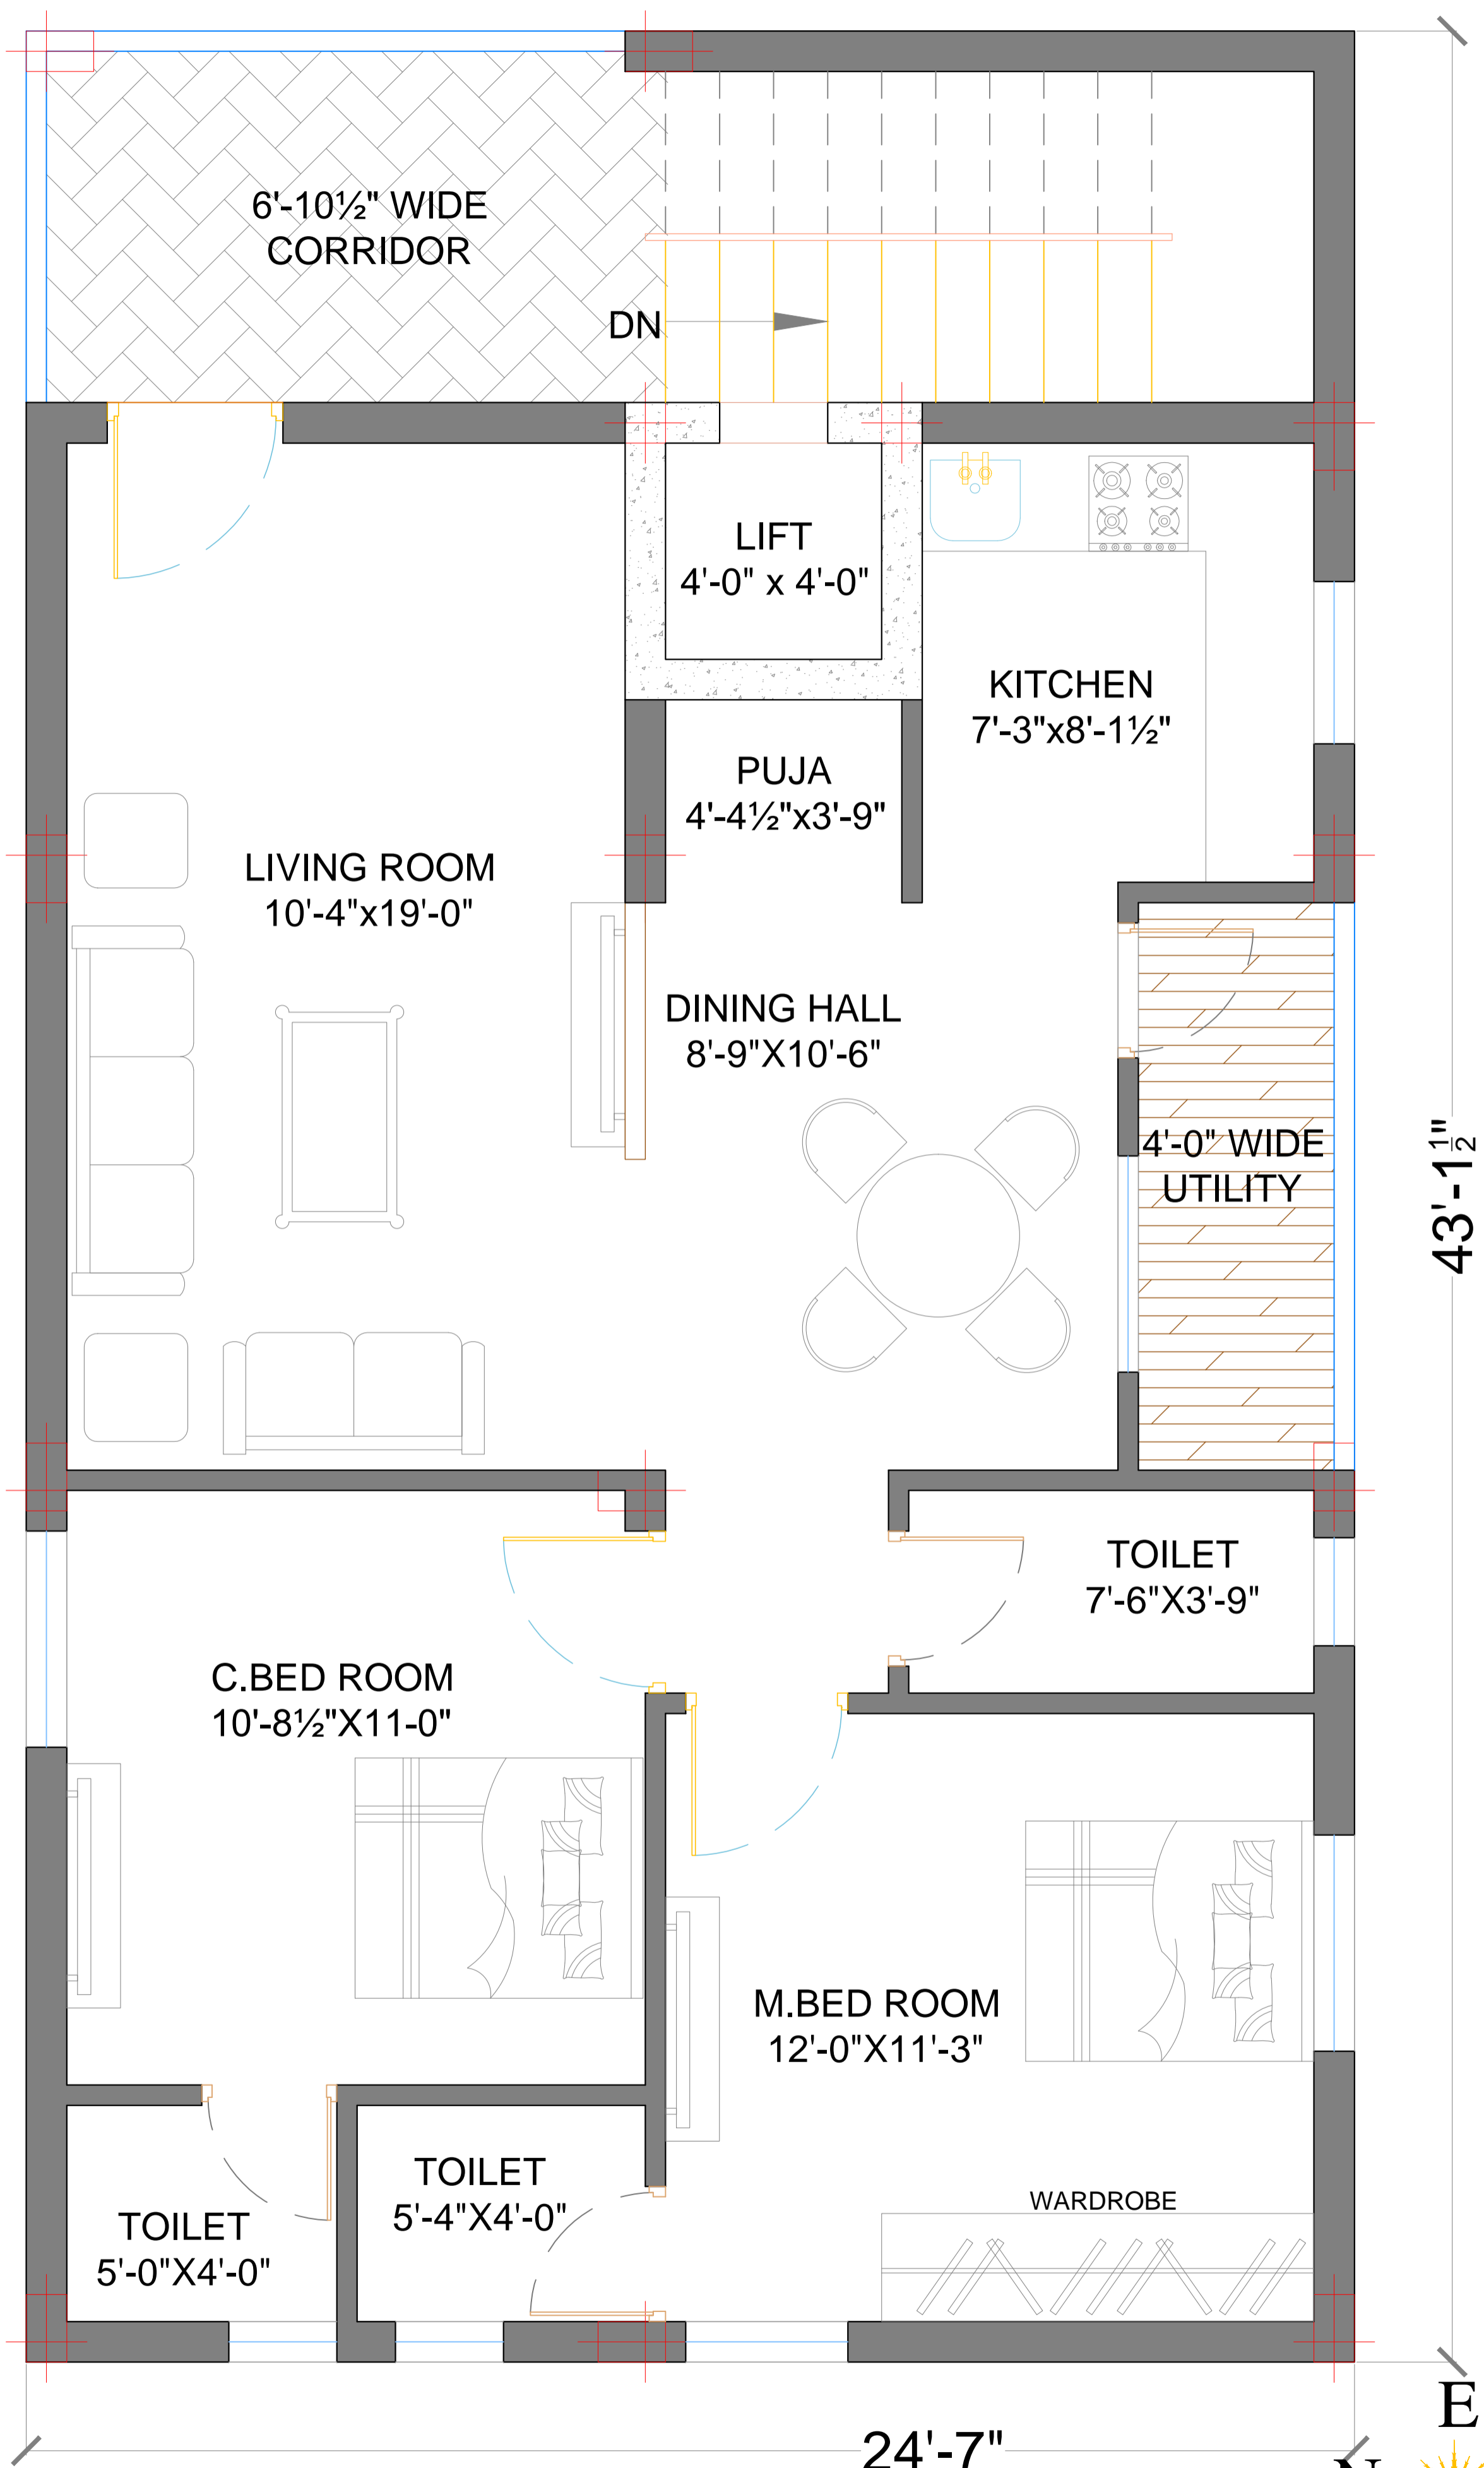 6'-10½" WIDE
CORRIDOR
DN
LIFT
4'-0" x 4'-0"
KITCHEN
7'-3"x8'-1½"
PUJA
4'-4½"x3'-9"
LIVING ROOM
10'-4"x19'-0"
DINING HALL
8'-9"X10'-6"
4'-0" WIDE
UTILITY
43'-1½"
TOILET
7'-6"X3'-9"
C.BED ROOM
10'-8½"X11-0"
M.BED ROOM
12'-0"X11'-3"
TOILET
5'-4"X4'-0"
WARDROBE
TOILET
5'-0"X4'-0"
E
24'-7"
N